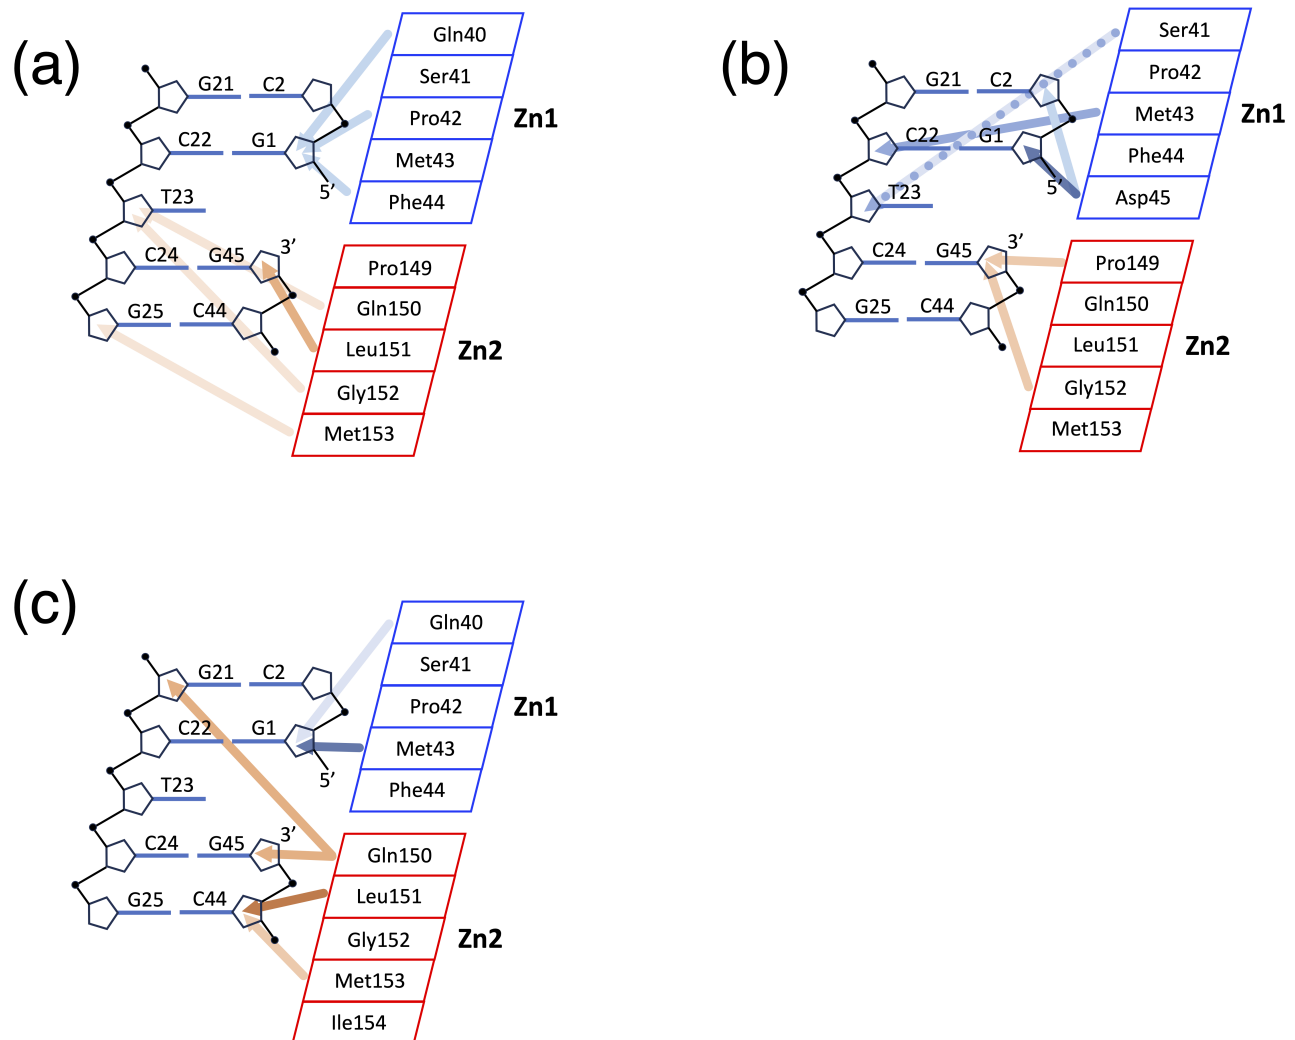 (a)
G21 C2
C22 G1
5’
T23
C24 G45 3’
G25 C44
Gln40
Ser41
Pro42
Met43
Phe44
Zn1
Pro149
Gln150
Leu151
Gly152
Met153
Zn2
(b)
G21 C2
C22 G1
5’
T23
C24 G45 3’
G25 C44
Ser41
Pro42
Met43
Phe44
Asp45
Zn1
Pro149
Gln150
Leu151
Gly152
Met153
Zn2
(c)
G21 C2
C22 G1
5’
T23
C24 G45 3’
G25 C44
Gln40
Ser41
Pro42
Met43
Phe44
Zn1
Gln150
Leu151
Gly152
Met153
Ile154
Zn2